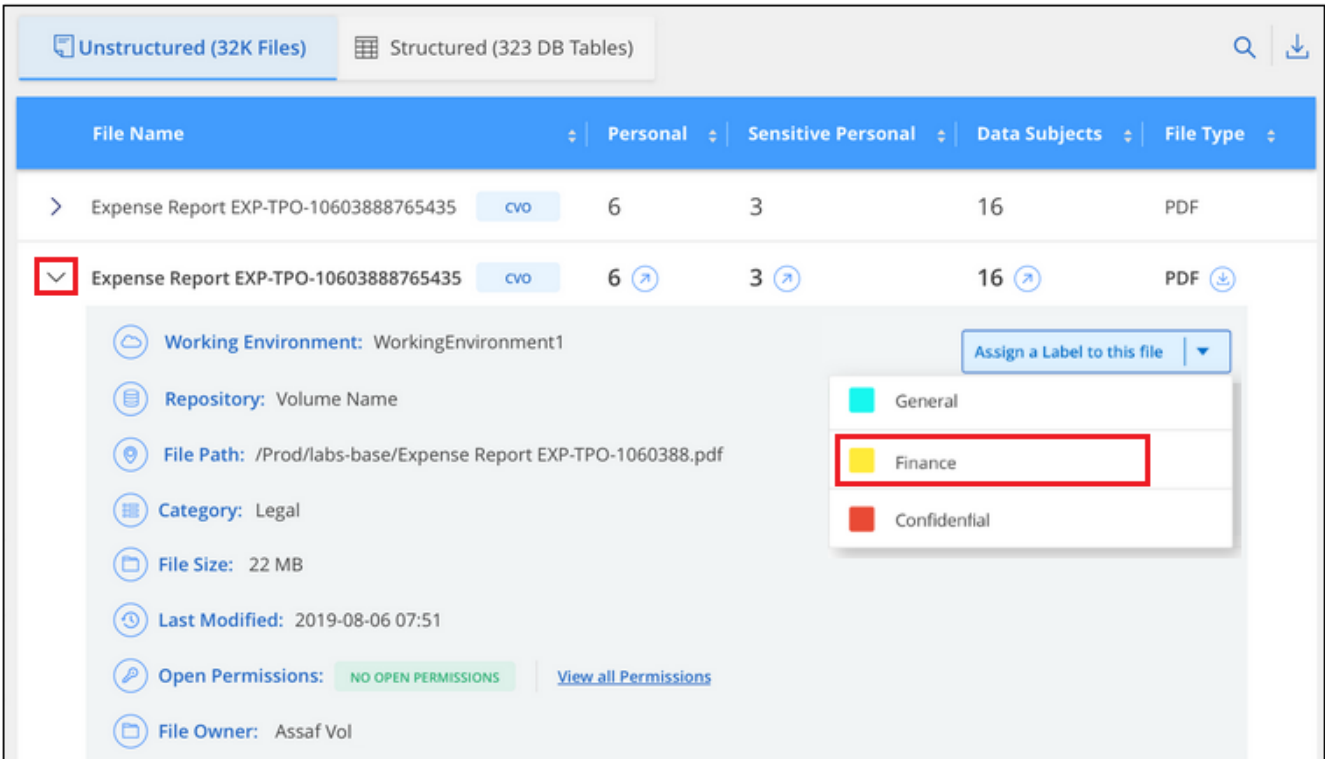 Unstructured (32K Files) Structured (323 DB Tables)
File Name Personal Sensitive Personal Data Subjects File Type
Expense Report EXP-TPO-10603888765435 CVO 6 3 16 PDF
Expense Report EXP-TPO-10603888765435 CVO 6 3 16 PDF
Working Environment: WorkingEnvironment1 Assign a Label to this file
Repository: Volume Name General
File Path: /Prod/labs-base/Expense Report EXP-TPO-1060388.pdf Finance
Category: Legal Confidential
File Size: 22 MB
Last Modified: 2019-08-06 07:51
Open Permissions: NO OPEN PERMISSIONS View all Permissions
File Owner: Assaf Vol